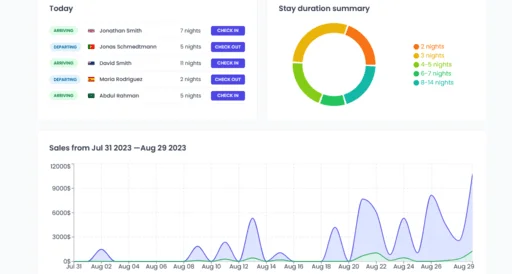 Today
ARRIVING Jonathan Smith 7 nights CHECK IN
DEPARTING Jonas Schmedtmann 5 nights CHECK OUT
ARRIVING David Smith 11 nights CHECK IN
DEPARTING Maria Rodriguez 2 nights CHECK OUT
ARRIVING Abdul Rahman 5 nights CHECK IN
Stay duration summary
2 nights
3 nights
4-5 nights
6-7 nights
8-14 nights
Sales from Jul 31 2023 —Aug 29 2023
12000$
9000$
6000$
3000$
0$
Jul 31 Aug 02 Aug 04 Aug 06 Aug 08 Aug 10 Aug 12 Aug 14 Aug 16 Aug 18 Aug 20 Aug 22 Aug 24 Aug 26 Aug 29